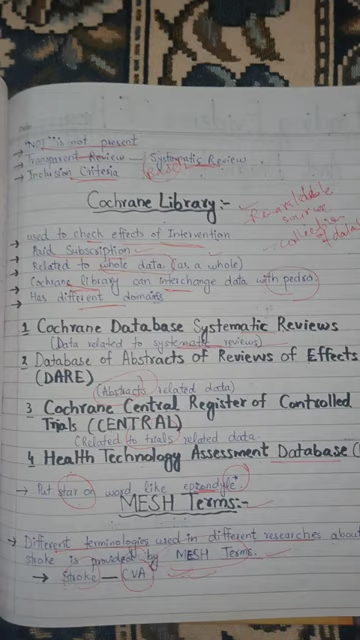 → "NOT" is not present
→ Transparent Review — Systematic Review.
→ Inclusion Criteria
Cochrane Library:-
source
collection
of data
→ used to check effects of Intervention
→ Paid Subscription
→ Related to whole data (as a whole)
→ Cochrane library can interchange data with pedro.
→ Has different domains
1 Cochrane Database Systematic Reviews
(Data related to systematic reviews)
2 Database of Abstracts of Reviews of Effects
(DARE)
(Abstracts related data)
3 Cochrane Central Register of Controlled
Trials (CENTRAL)
(Related to trials related data
4 Health Technology Assessment Database (
→ Put star on word like
MESH Terms:-
→ Different terminologies used in different researches about
stroke is provided by MESH Terms.
→ Stroke — CVA